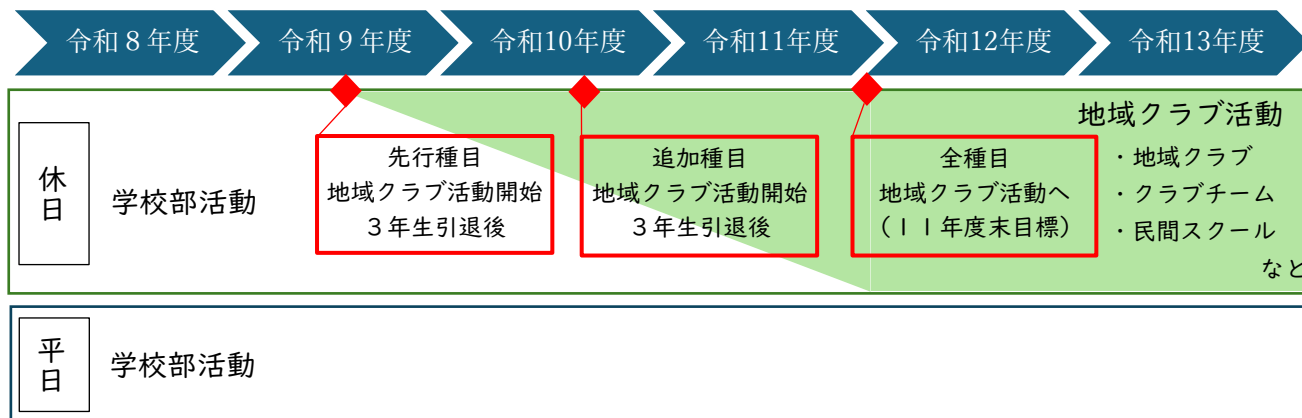 令和８年度
令和９年度
令和10年度
令和11年度
令和12年度
令和13年度
休日
学校部活動
先行種目
地域クラブ活動開始
３年生引退後
追加種目
地域クラブ活動開始
３年生引退後
全種目
地域クラブ活動へ
(１１年度末目標)
地域クラブ活動
・地域クラブ
・クラブチーム
・民間スクール
など
平日
学校部活動